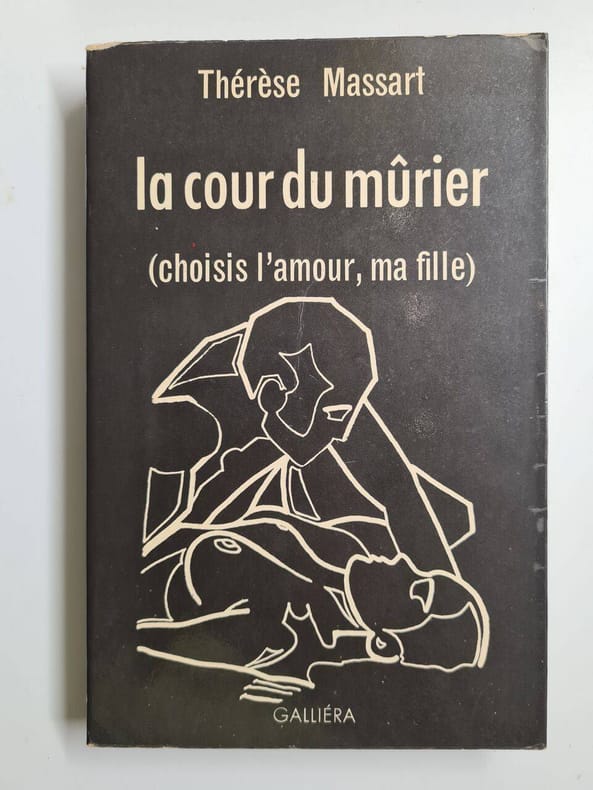 Thérèse Massart
la cour du mûrier
(choisis l'amour, ma fille)
GALLIÉRA